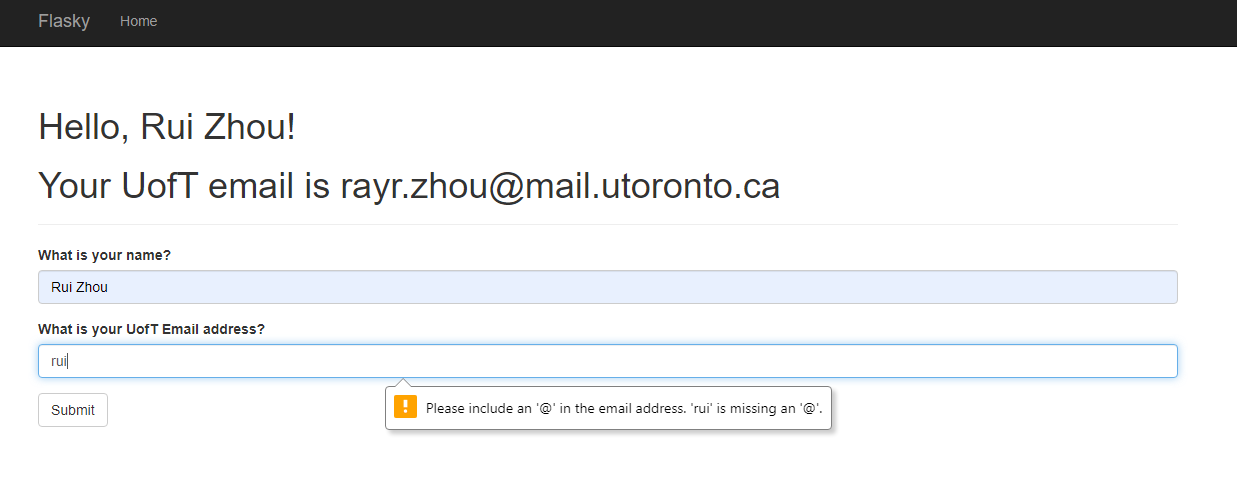 Flasky Home
Hello, Rui Zhou!
Your UofT email is rayr.zhou@mail.utoronto.ca
What is your name?
Rui Zhou
What is your UofT Email address?
rui
Submit
Please include an '@' in the email address. 'rui' is missing an '@'.